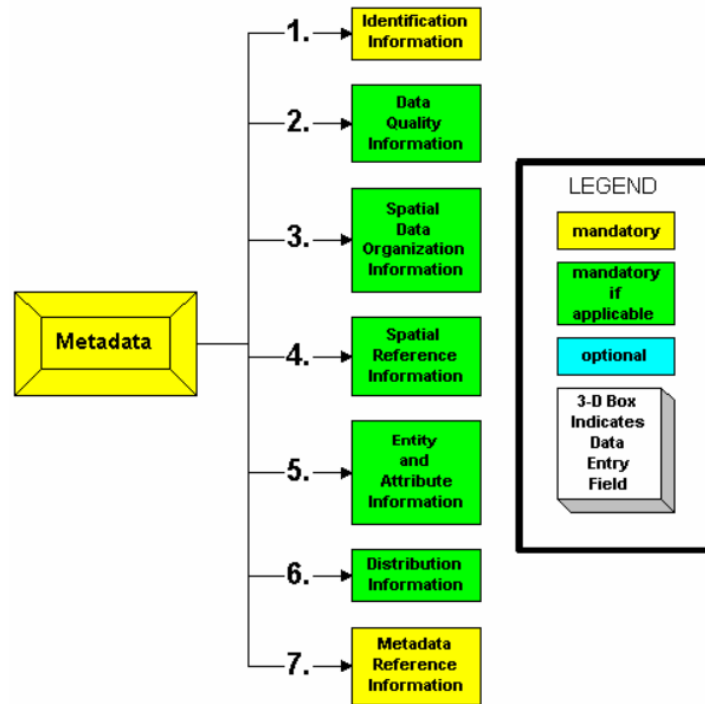 Metadata
1.
Identification
Information
2.
Data
Quality
Information
3.
Spatial
Data
Organization
Information
4.
Spatial
Reference
Information
5.
Entity
and
Attribute
Information
6.
Distribution
Information
7.
Metadata
Reference
Information
LEGEND
mandatory
mandatory
if
applicable
optional
3-D Box
Indicates
Data
Entry
Field